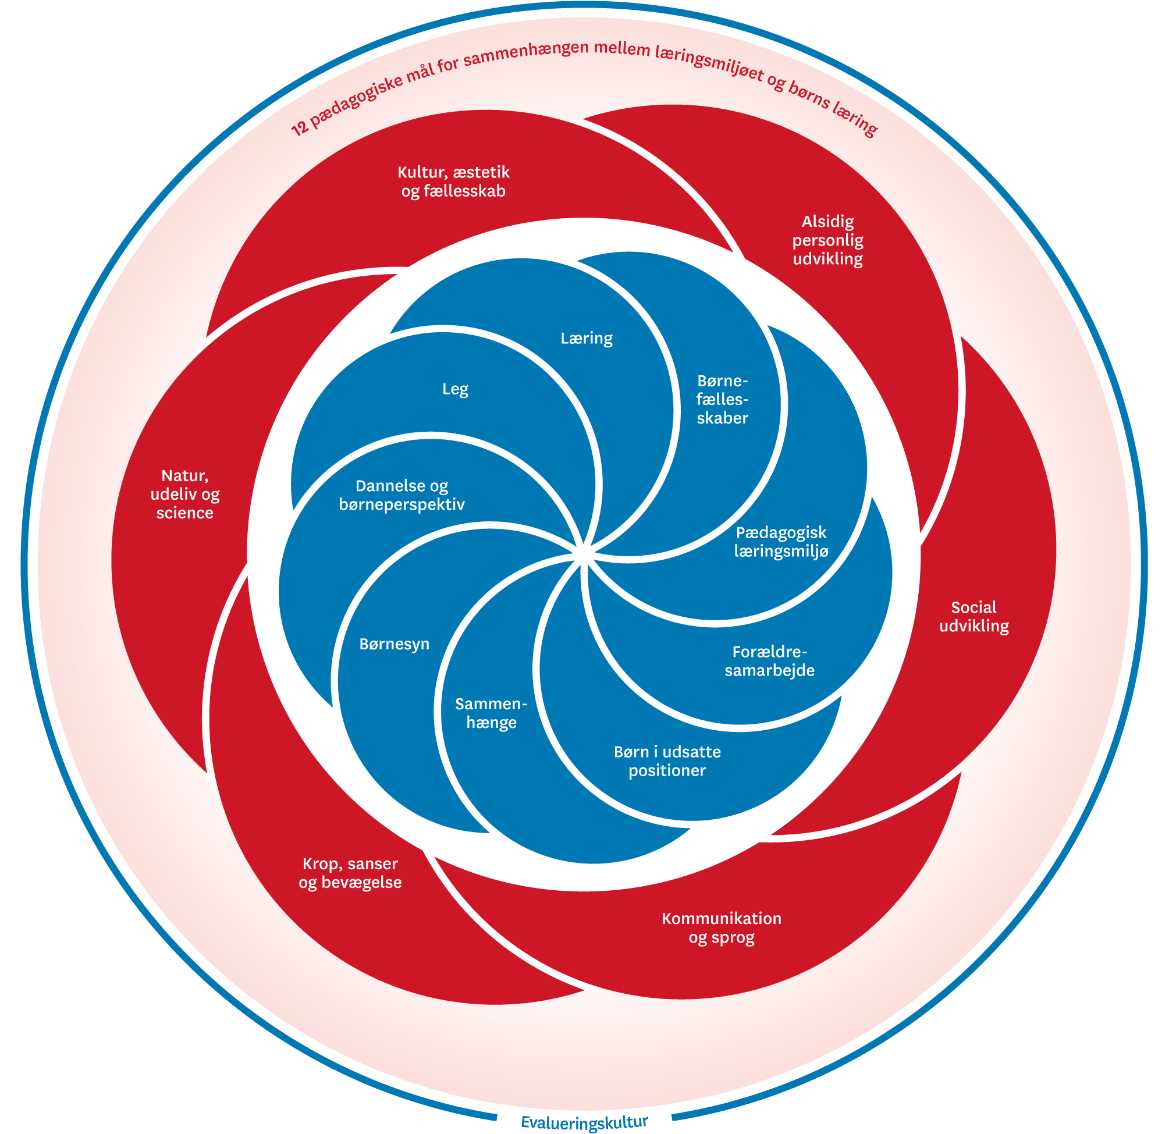 12 pædagogiske mål for sammenhængen mellem læringsmiljøet og børns læring
Kultur, æstetik
og fællesskab
Alsidig
personlig
udvikling
Læring
Børne-
fælles-
skaber
Leg
Natur,
udeliv og
science
Dannelse og
børneperspektiv
Pædagogisk
læringsmiljø
Social
udvikling
Børnesyn
Forældre-
samarbejde
Sammen-
hænge
Børn i udsatte
positioner
Krop, sanser
og bevægelse
Kommunikation
og sprog
Evalueringskultur